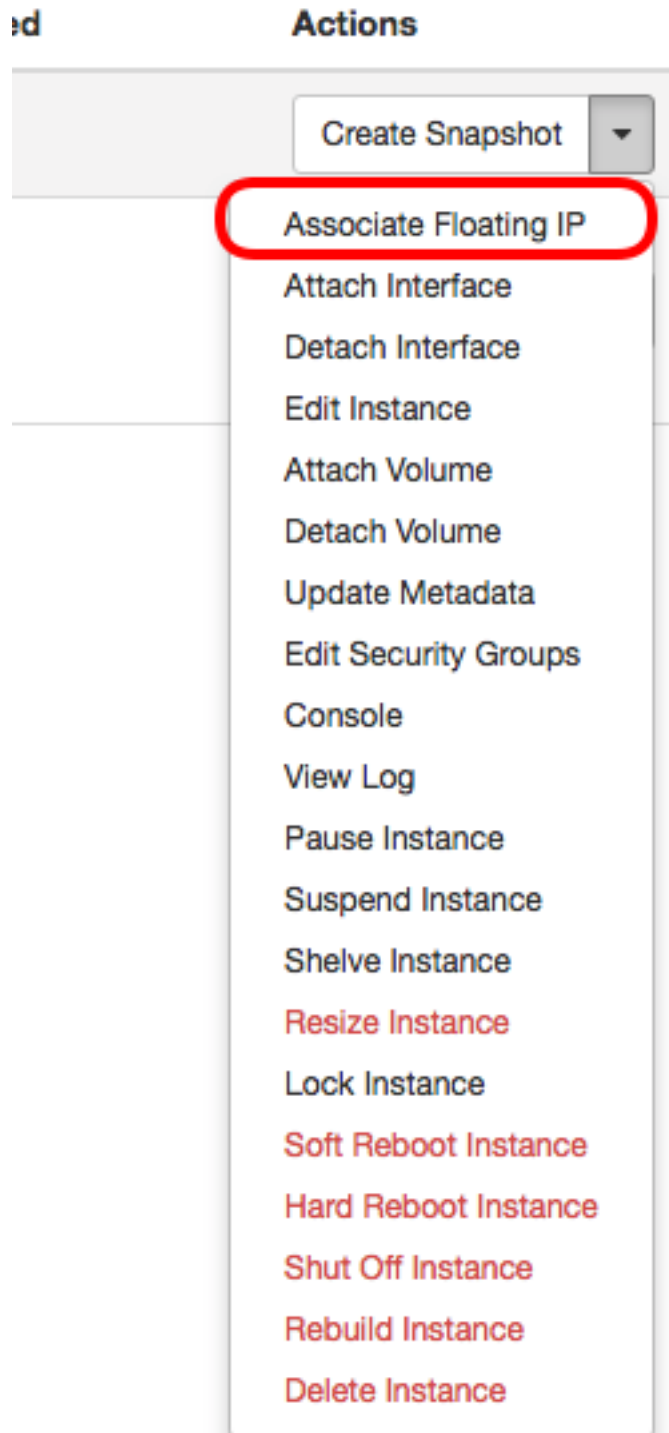 ed
Actions
Create Snapshot
Associate Floating IP
Attach Interface
Detach Interface
Edit Instance
Attach Volume
Detach Volume
Update Metadata
Edit Security Groups
Console
View Log
Pause Instance
Suspend Instance
Shelve Instance
Resize Instance
Lock Instance
Soft Reboot Instance
Hard Reboot Instance
Shut Off Instance
Rebuild Instance
Delete Instance